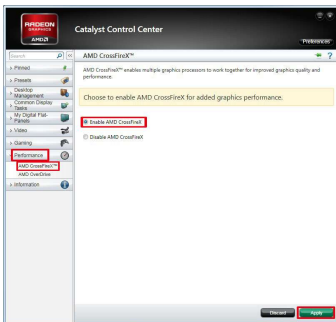 RADEON
GRAPHICS
AMD
Catalyst Control Center
Preferences
Search
Pinned
Presets
Desktop
Management
Common Display
Tasks
My Digital Flat-
Panels
Video
Gaming
Performance
AMD CrossFireX™
AMD OverDrive
Information
AMD CrossFireX™
AMD CrossFireX™ enables multiple graphics processors to work together for improved graphics quality and
performance.
Choose to enable AMD CrossFireX for added graphics performance.
Enable AMD CrossFireX
Disable AMD CrossFireX
Discard
Apply